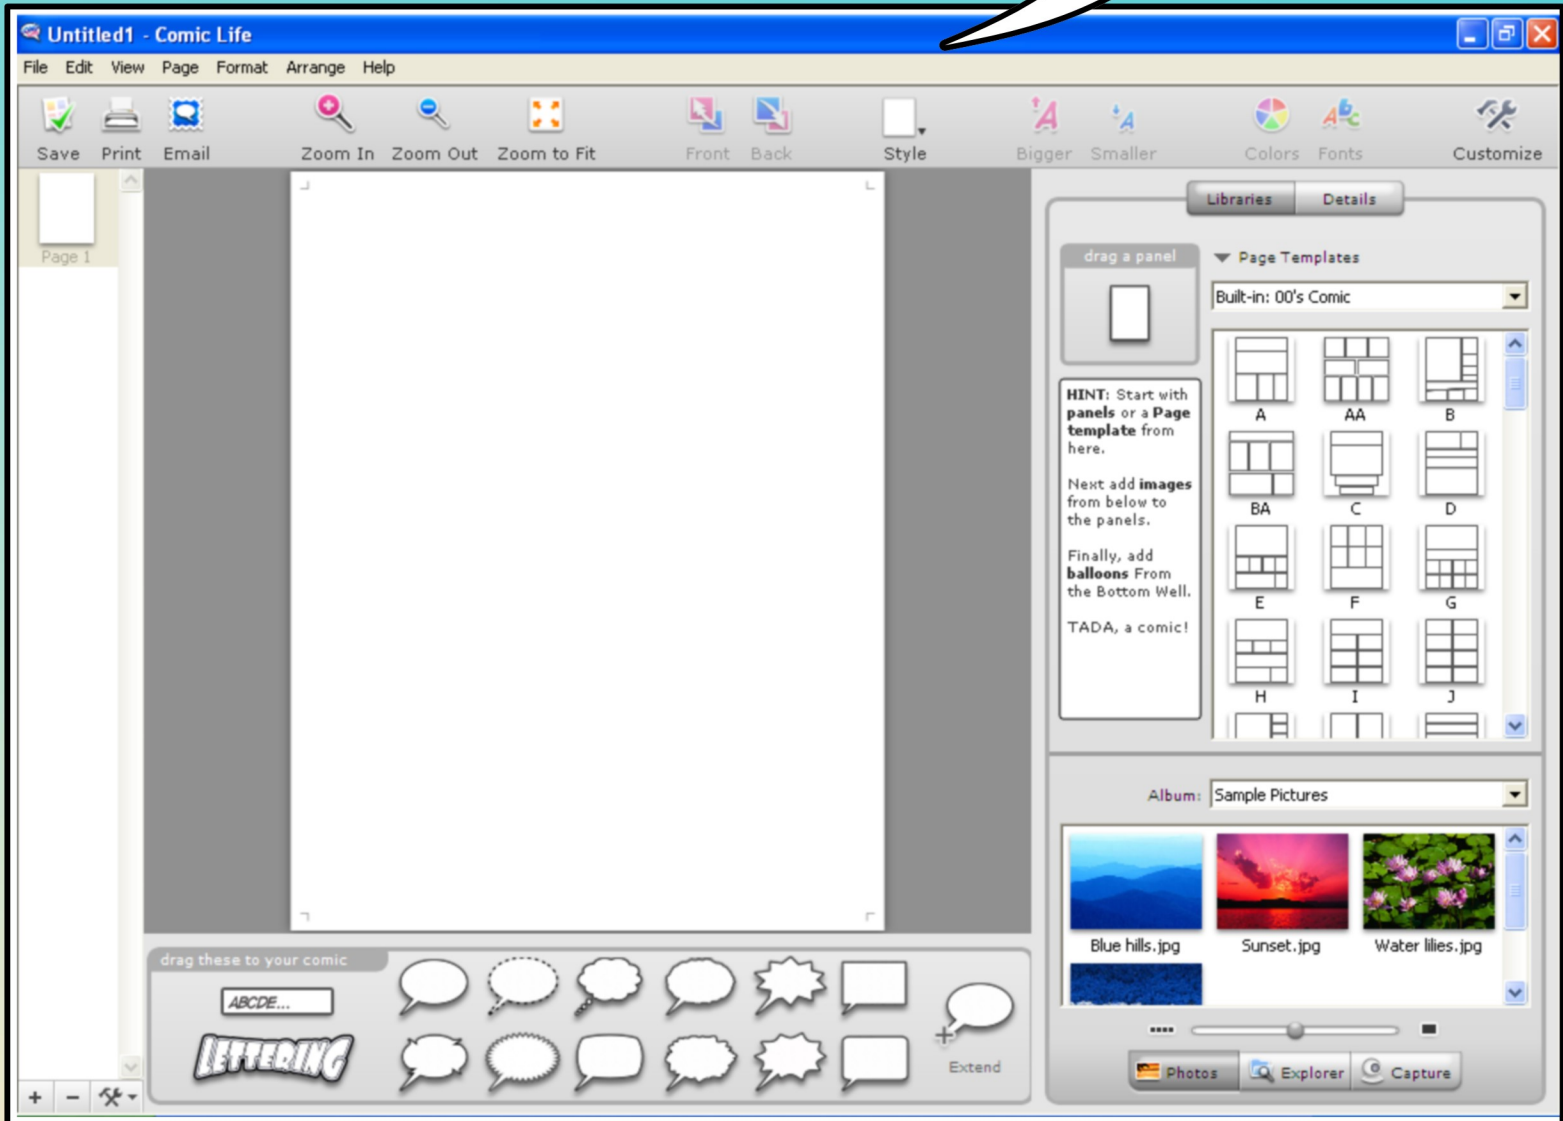 Untitled1 - Comic Life
File Edit View Page Format Arrange Help
Save Print Email Zoom In Zoom Out Zoom to Fit Front Back Style Bigger Smaller Colors Fonts Customize
Page 1
Libraries Details
drag a panel
Page Templates
Built-in: 00's Comic
HINT: Start with
panels or a Page
template from
here.
Next add images
from below to
the panels.
Finally, add
balloons From
the Bottom Well.
TADA, a comic!
A AA B
BA C D
E F G
H I J
Album: Sample Pictures
Blue hills.jpg Sunset.jpg Water lilies.jpg
drag these to your comic
ABCDE...
LETTERING
Extend
Photos Explorer Capture